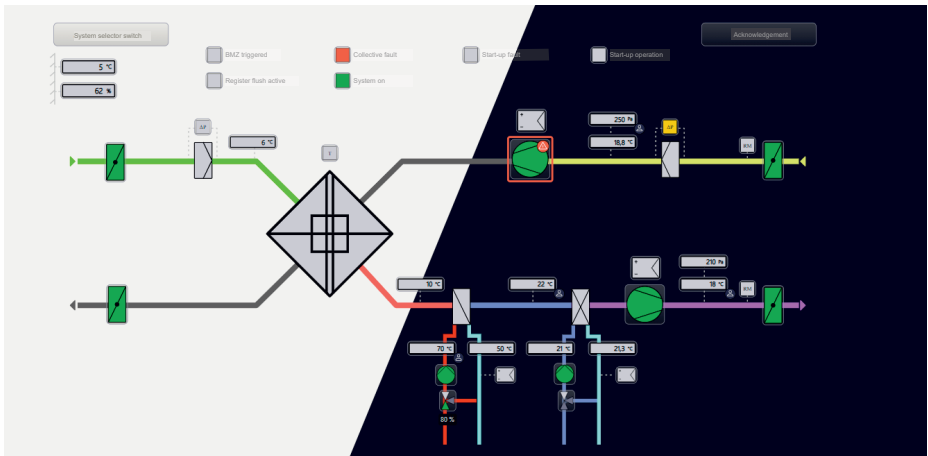 System selector switch
Acknowledgement
BMZ triggered
Collective fault
Start-up fault
Start-up operation
5 °C
Register flush active
System on
62 %
250 Pa
ΔP
ΔP
6 °C
18,8 °C
RM
T
+
-
210 Pa
+
-
10 °C
22 °C
18 °C
RM
70 °C
50 °C
21 °C
21,3 °C
80 %